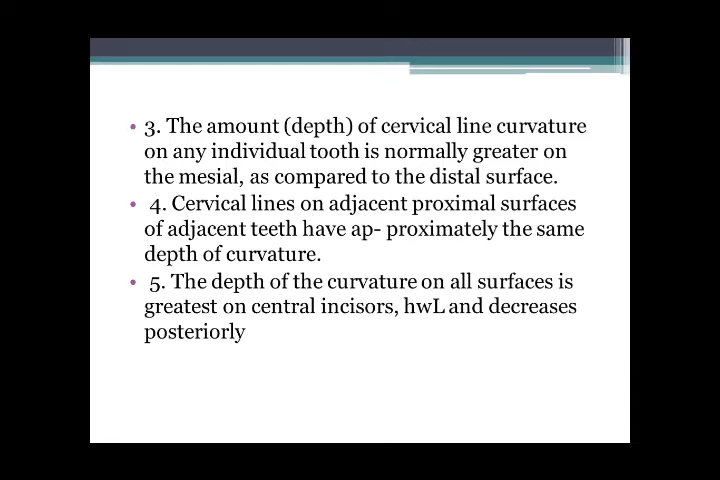 • 3. The amount (depth) of cervical line curvature
on any individual tooth is normally greater on
the mesial, as compared to the distal surface.
• 4. Cervical lines on adjacent proximal surfaces
of adjacent teeth have ap- proximately the same
depth of curvature.
• 5. The depth of the curvature on all surfaces is
greatest on central incisors, hwL and decreases
posteriorly